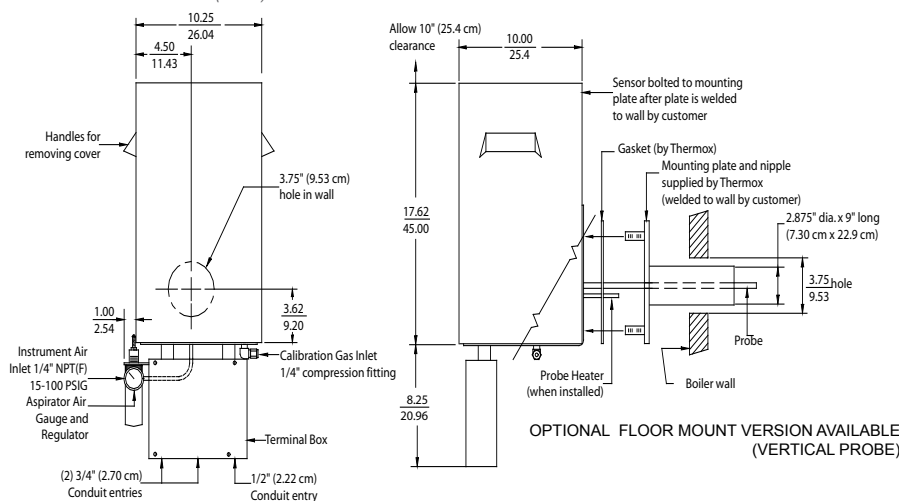 10.25
26.04
4.50
11.43
Handles for
removing cover
3.75" (9.53 cm)
hole in wall
1.00
2.54
3.62
9.20
Instrument Air
Inlet 1/4" NPT(F)
15-100 PSIG
Aspirator Air
Gauge and
Regulator
Calibration Gas Inlet
1/4" compression fitting
Terminal Box
(2) 3/4" (2.70 cm)
Conduit entries
1/2" (2.22 cm)
Conduit entry
Allow 10" (25.4 cm)
clearance
10.00
25.4
Sensor bolted to mounting
plate after plate is welded
to wall by customer
Gasket (by Thermox)
Mounting plate and nipple
supplied by Thermox
(welded to wall by customer)
2.875" dia. x 9" long
(7.30 cm x 22.9 cm)
17.62
45.00
3.75 hole
9.53
Probe
Probe Heater
(when installed)
Boiler wall
8.25
20.96
OPTIONAL FLOOR MOUNT VERSION AVAILABLE
(VERTICAL PROBE)